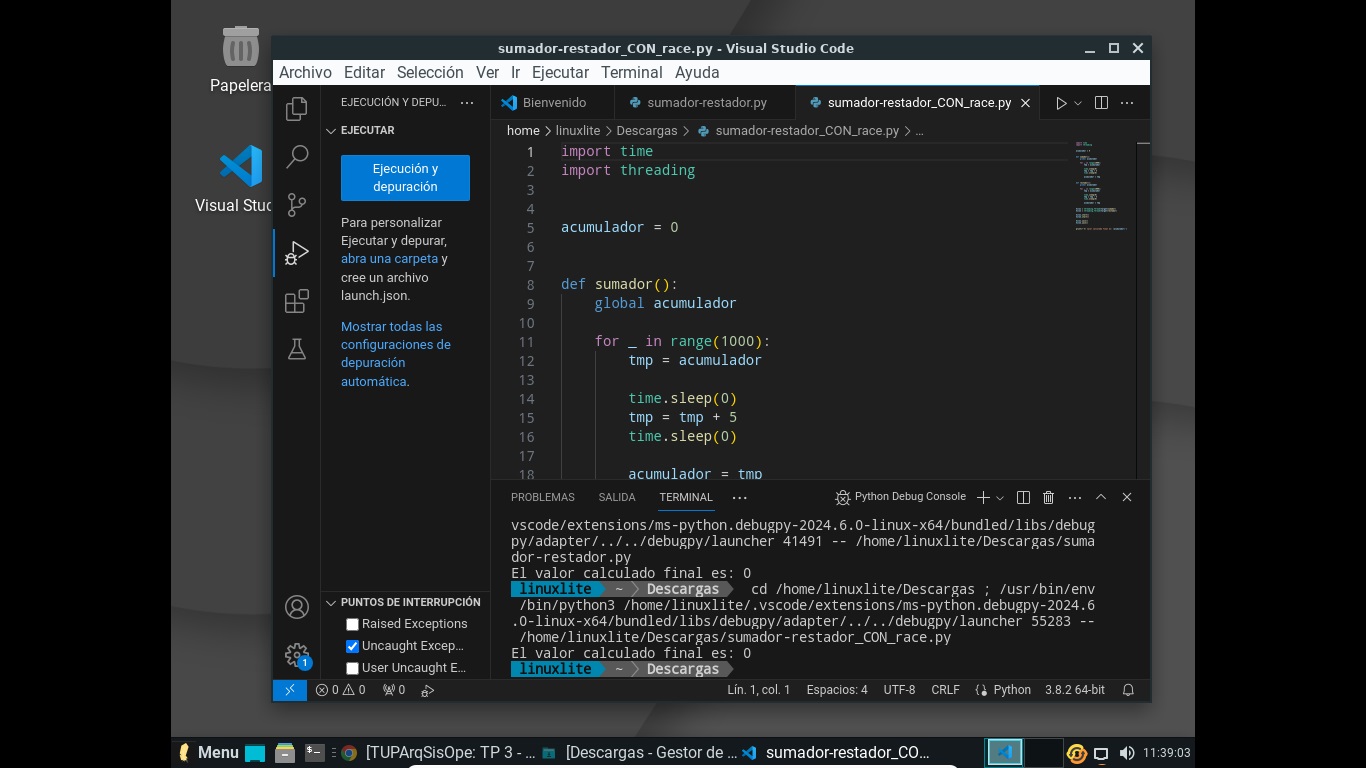 Papelera
Visual Stuc
sumador-restador_CON_race.py - Visual Studio Code
Archivo Editar Selección Ver Ir Ejecutar Terminal Ayuda
EJECUCIÓN Y DEPU... ···
Bienvenido sumador-restador.py sumador-restador_CON_race.py
EJECUTAR
Ejecución y
depuración
Para personalizar
Ejecutar y depurar,
abra una carpeta y
cree un archivo
launch.json.
Mostrar todas las
configuraciones de
depuración
automática.
PUNTOS DE INTERRUPCIÓN
Raised Exceptions
Uncaught Excep...
User Uncaught E...
1
home > linuxlite > Descargas > sumador-restador_CON_race.py > ...
1 import time
2 import threading
3
4
5 acumulador = 0
6
7
8 def sumador():
9 global acumulador
10
11 for _ in range(1000):
12 tmp = acumulador
13
14 time.sleep(0)
15 tmp = tmp + 5
16 time.sleep(0)
17
18 acumulador = tmp
PROBLEMAS SALIDA TERMINAL ··· Python Debug Console
vscode/extensions/ms-python.debugpy-2024.6.0-linux-x64/bundled/libs/debug
py/adapter/../../debugpy/launcher 41491 -- /home/linuxlite/Descargas/suma
dor-restador.py
El valor calculado final es: 0
linuxlite ~ Descargas cd /home/linuxlite/Descargas ; /usr/bin/env
/bin/python3 /home/linuxlite/.vscode/extensions/ms-python.debugpy-2024.6
.0-linux-x64/bundled/libs/debugpy/adapter/../../debugpy/launcher 55283 --
/home/linuxlite/Descargas/sumador-restador_CON_race.py
El valor calculado final es: 0
linuxlite ~ Descargas
0 0 0 Lín. 1, col. 1 Espacios: 4 UTF-8 CRLF Python 3.8.2 64-bit
Menu [TUPArqSisOpe: TP 3 - ... [Descargas - Gestor de ... sumador-restador_CO... 11:39:03